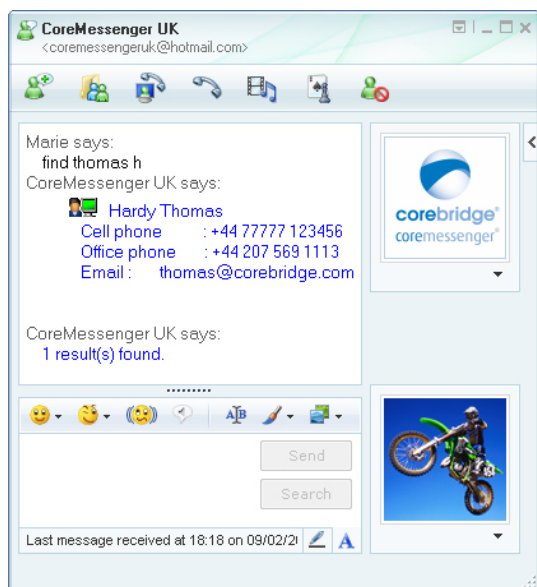 CoreMessenger UK
<coremessengeruk@hotmail.com>
Marie says:
find thomas h
CoreMessenger UK says:
Hardy Thomas
Cell phone : +44 77777 123456
Office phone : +44 207 569 1113
Email : thomas@corebridge.com
CoreMessenger UK says:
1 result(s) found.
corebridge®
coremessenger®
Send
Search
Last message received at 18:18 on 09/02/2
A